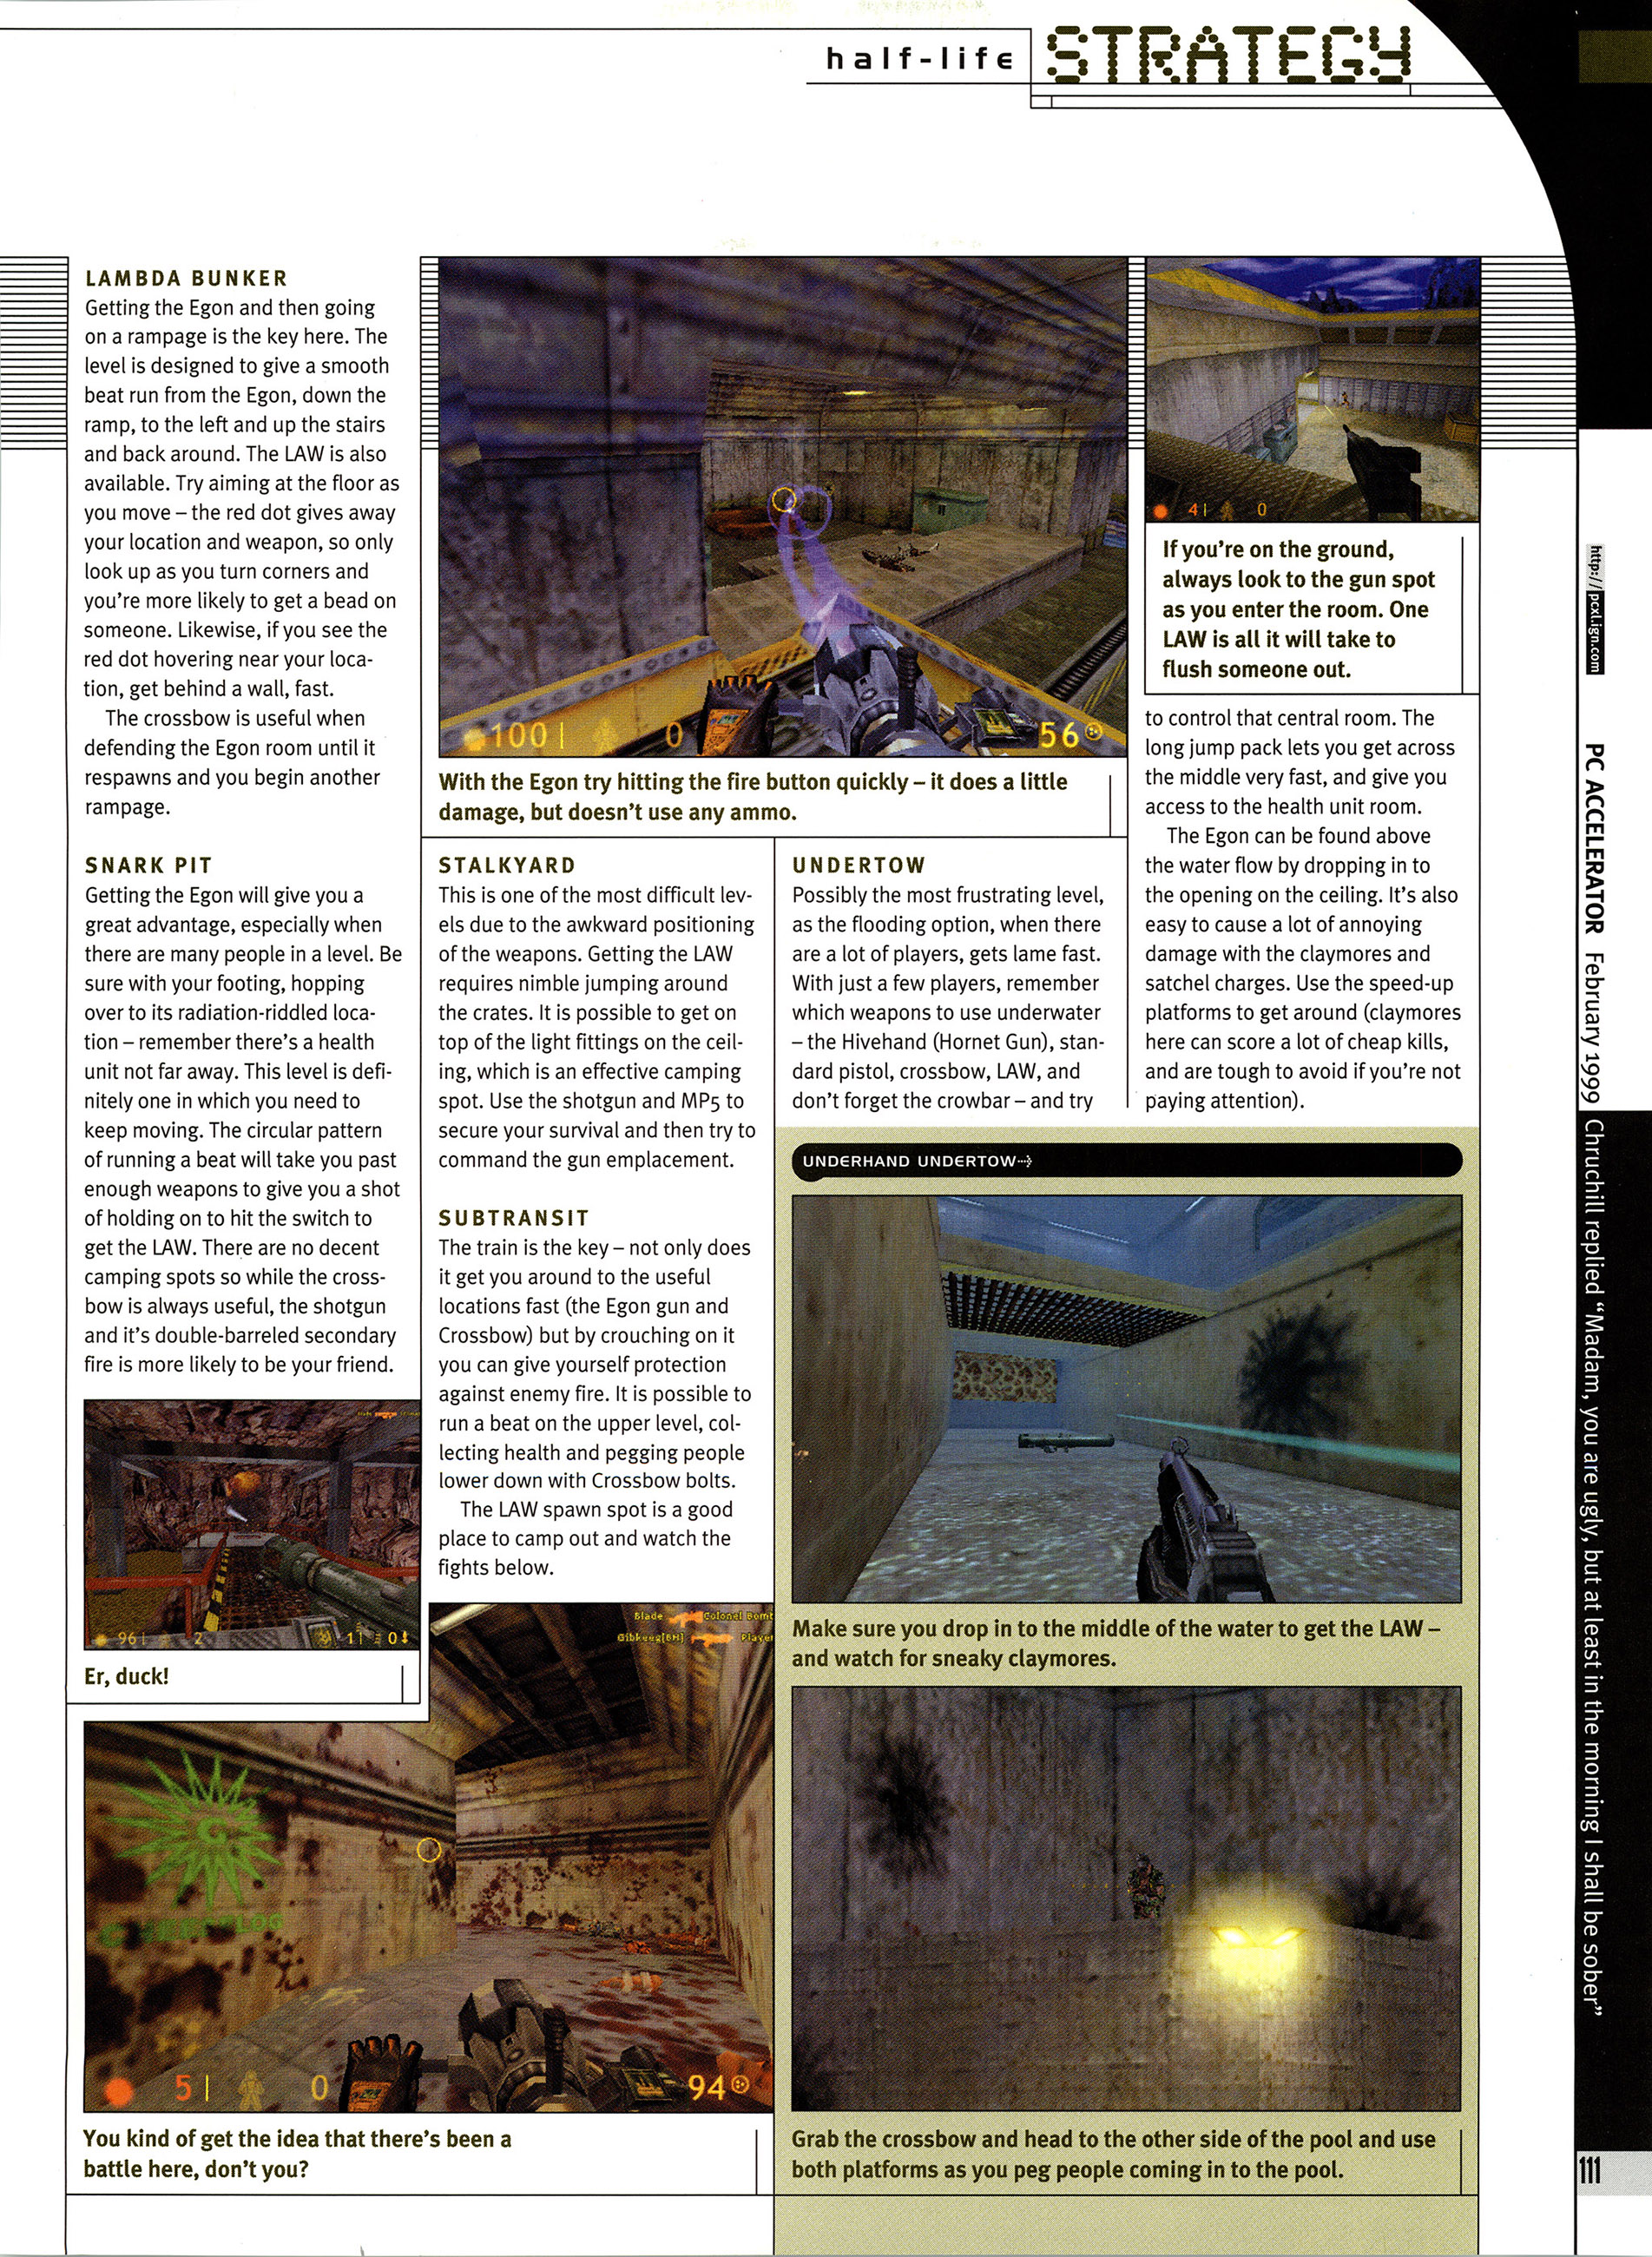 half-life STRATEGY
LAMBDA BUNKER
Getting the Egon and then going
on a rampage is the key here. The
level is designed to give a smooth
beat run from the Egon, down the
ramp, to the left and up the stairs
and back around. The LAW is also
available. Try aiming at the floor as
you move – the red dot gives away
your location and weapon, so only
look up as you turn corners and
you're more likely to get a bead on
someone. Likewise, if you see the
red dot hovering near your loca-
tion, get behind a wall, fast.
The crossbow is useful when
defending the Egon room until it
respawns and you begin another
rampage.
SNARK PIT
Getting the Egon will give you a
great advantage, especially when
there are many people in a level. Be
sure with your footing, hopping
over to its radiation-riddled loca-
tion – remember there's a health
unit not far away. This level is defi-
nitely one in which you need to
keep moving. The circular pattern
of running a beat will take you past
enough weapons to give you a shot
of holding on to hit the switch to
get the LAW. There are no decent
camping spots so while the cross-
bow is always useful, the shotgun
and it's double-barreled secondary
fire is more likely to be your friend.
96| 2 1| 0
Er, duck!
100| 0 56
With the Egon try hitting the fire button quickly – it does a little
damage, but doesn't use any ammo.
STALKYARD
This is one of the most difficult lev-
els due to the awkward positioning
of the weapons. Getting the LAW
requires nimble jumping around
the crates. It is possible to get on
top of the light fittings on the ceil-
ing, which is an effective camping
spot. Use the shotgun and MP5 to
secure your survival and then try to
command the gun emplacement.
SUBTRANSIT
The train is the key – not only does
it get you around to the useful
locations fast (the Egon gun and
Crossbow) but by crouching on it
you can give yourself protection
against enemy fire. It is possible to
run a beat on the upper level, col-
lecting health and pegging people
lower down with Crossbow bolts.
The LAW spawn spot is a good
place to camp out and watch the
fights below.
Blade Colonel Bomb
Gibkeeg[BH] Player
5| 0 94
You kind of get the idea that there's been a
battle here, don't you?
UNDERTOW
Possibly the most frustrating level,
as the flooding option, when there
are a lot of players, gets lame fast.
With just a few players, remember
which weapons to use underwater
– the Hivehand (Hornet Gun), stan-
dard pistol, crossbow, LAW, and
don't forget the crowbar – and try
41 0
If you're on the ground,
always look to the gun spot
as you enter the room. One
LAW is all it will take to
flush someone out.
to control that central room. The
long jump pack lets you get across
the middle very fast, and give you
access to the health unit room.
The Egon can be found above
the water flow by dropping in to
the opening on the ceiling. It's also
easy to cause a lot of annoying
damage with the claymores and
satchel charges. Use the speed-up
platforms to get around (claymores
here can score a lot of cheap kills,
and are tough to avoid if you're not
paying attention).
UNDERHAND UNDERTOW
Make sure you drop in to the middle of the water to get the LAW –
and watch for sneaky claymores.
Grab the crossbow and head to the other side of the pool and use
both platforms as you peg people coming in to the pool.
http://pcxl.ign.com PC ACCELERATOR February 1999 Chruchill replied "Madam, you are ugly, but at least in the morning I shall be sober"
111